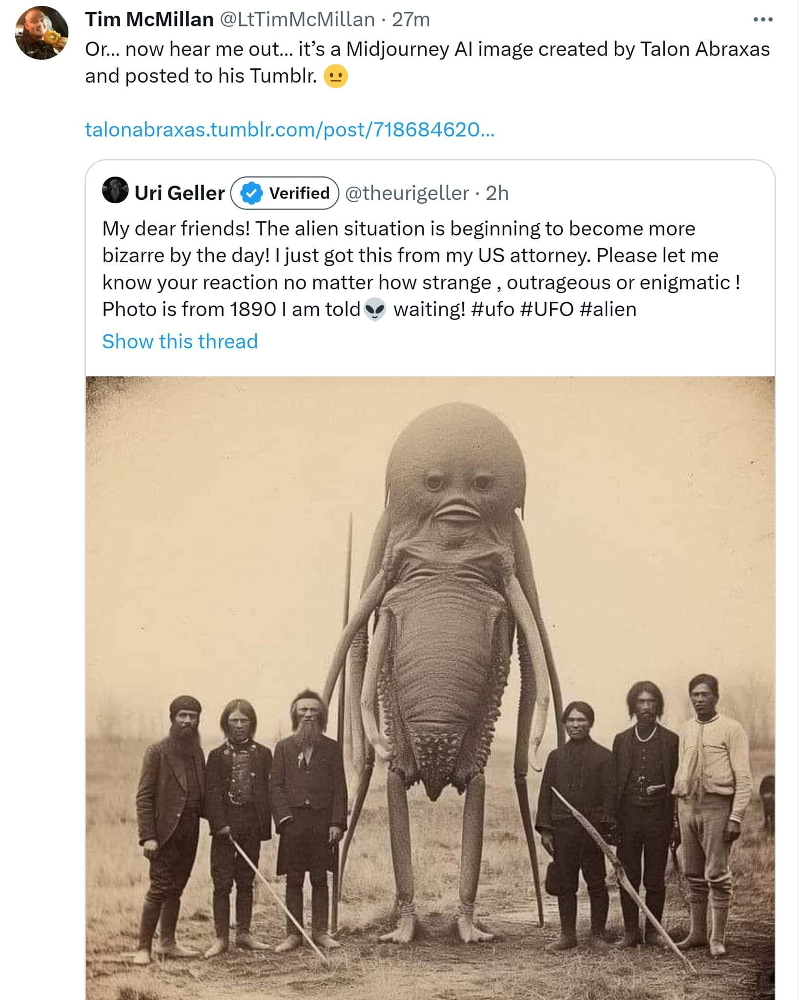 Tim McMillan @LtTimMcMillan · 27m
Or... now hear me out... it’s a Midjourney AI image created by Talon Abraxas
and posted to his Tumblr. 😐
talonabraxas.tumblr.com/post/718684620...
Uri Geller Verified @theurigeller · 2h
My dear friends! The alien situation is beginning to become more
bizarre by the day! I just got this from my US attorney. Please let me
know your reaction no matter how strange , outrageous or enigmatic !
Photo is from 1890 I am told👽 waiting! #ufo #UFO #alien
Show this thread